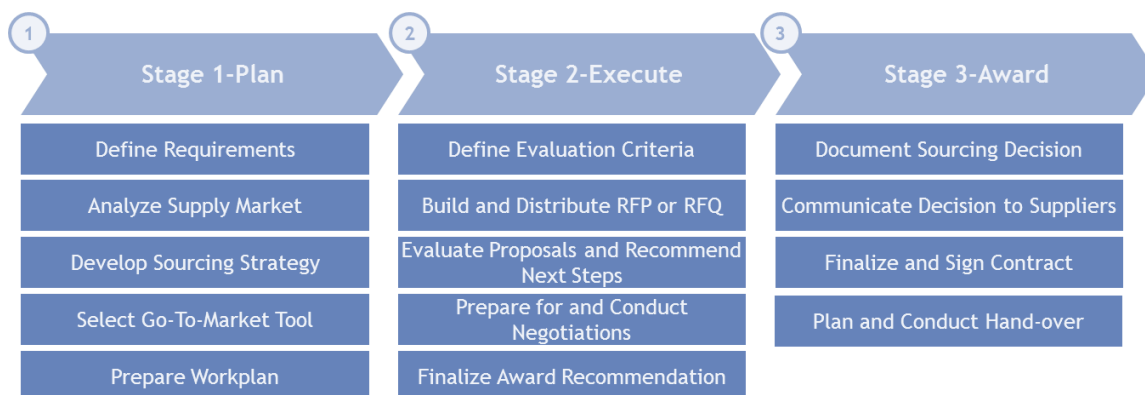 1
Stage 1-Plan
Define Requirements
Analyze Supply Market
Develop Sourcing Strategy
Select Go-To-Market Tool
Prepare Workplan
2
Stage 2-Execute
Define Evaluation Criteria
Build and Distribute RFP or RFQ
Evaluate Proposals and Recommend
Next Steps
Prepare for and Conduct
Negotiations
Finalize Award Recommendation
3
Stage 3-Award
Document Sourcing Decision
Communicate Decision to Suppliers
Finalize and Sign Contract
Plan and Conduct Hand-over